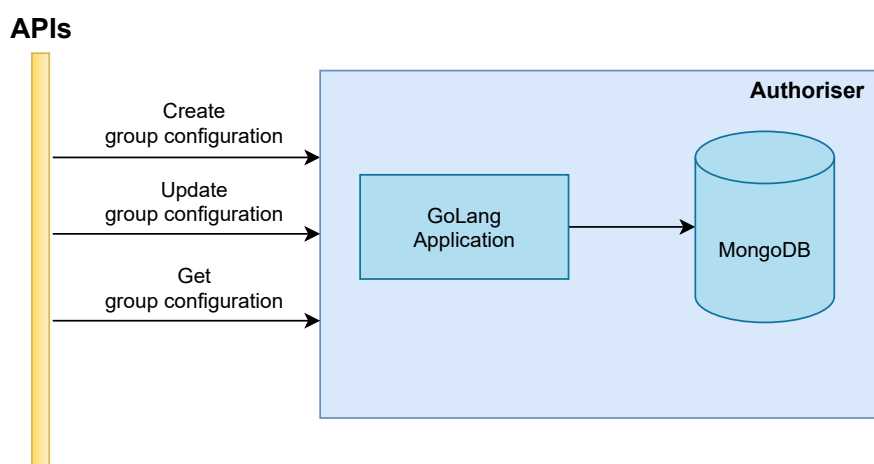 APIs
Authoriser
Create
group configuration
Update
group configuration
Get
group configuration
GoLang
Application
MongoDB